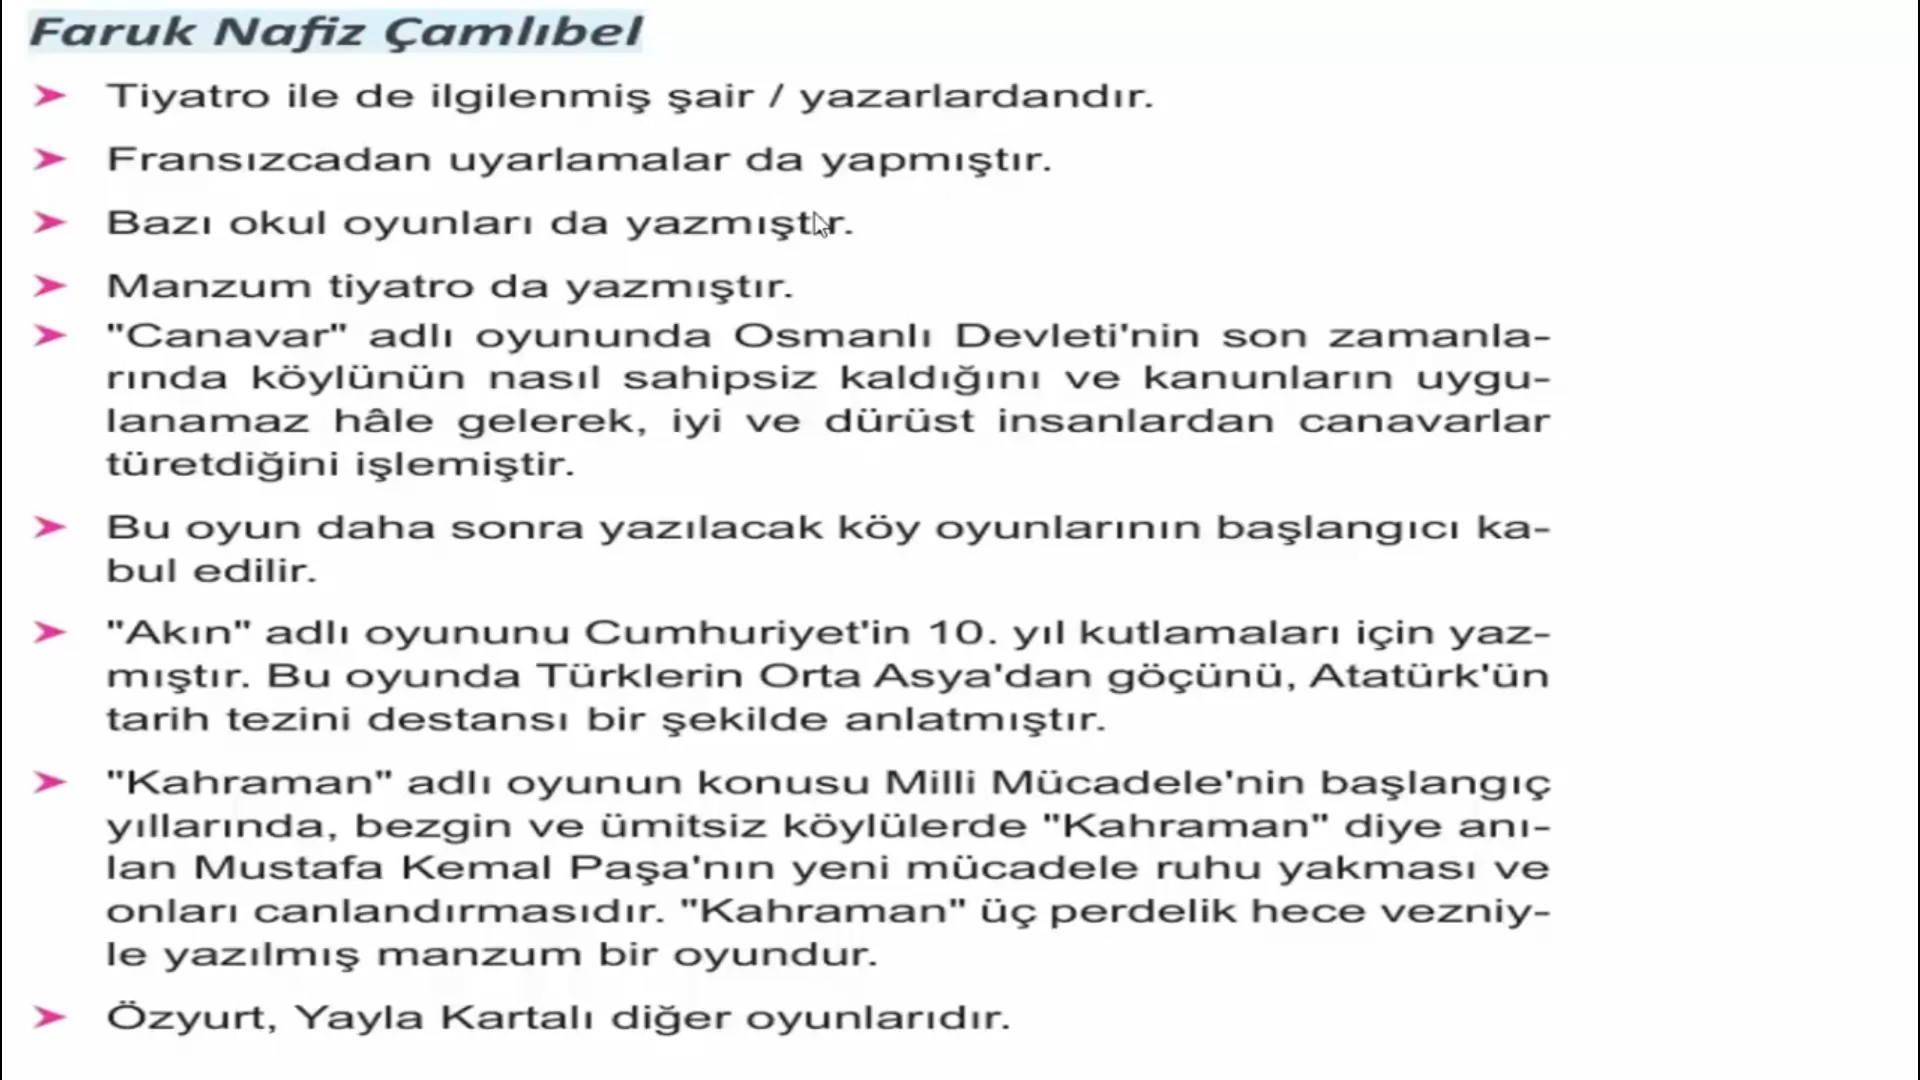 Faruk Nafiz Çamlıbel
➤ Tiyatro ile de ilgilenmiş şair / yazarlardandır.
➤ Fransızcadan uyarlamalar da yapmıştır.
➤ Bazı okul oyunları da yazmıştır.
➤ Manzum tiyatro da yazmıştır.
➤ "Canavar" adlı oyununda Osmanlı Devleti'nin son zamanla-
rında köylünün nasıl sahipsiz kaldığını ve kanunların uygu-
lanamaz hâle gelerek, iyi ve dürüst insanlardan canavarlar
türetdiğini işlemiştir.
➤ Bu oyun daha sonra yazılacak köy oyunlarının başlangıcı ka-
bul edilir.
➤ "Akın" adlı oyununu Cumhuriyet'in 10. yıl kutlamaları için yaz-
mıştır. Bu oyunda Türklerin Orta Asya'dan göçünü, Atatürk'ün
tarih tezini destansı bir şekilde anlatmıştır.
➤ "Kahraman" adlı oyunun konusu Milli Mücadele'nin başlangıç
yıllarında, bezgin ve ümitsiz köylülerde "Kahraman" diye anı-
lan Mustafa Kemal Paşa'nın yeni mücadele ruhu yakması ve
onları canlandırmasıdır. "Kahraman" üç perdelik hece vezniy-
le yazılmış manzum bir oyundur.
➤ Özyurt, Yayla Kartalı diğer oyunlarıdır.